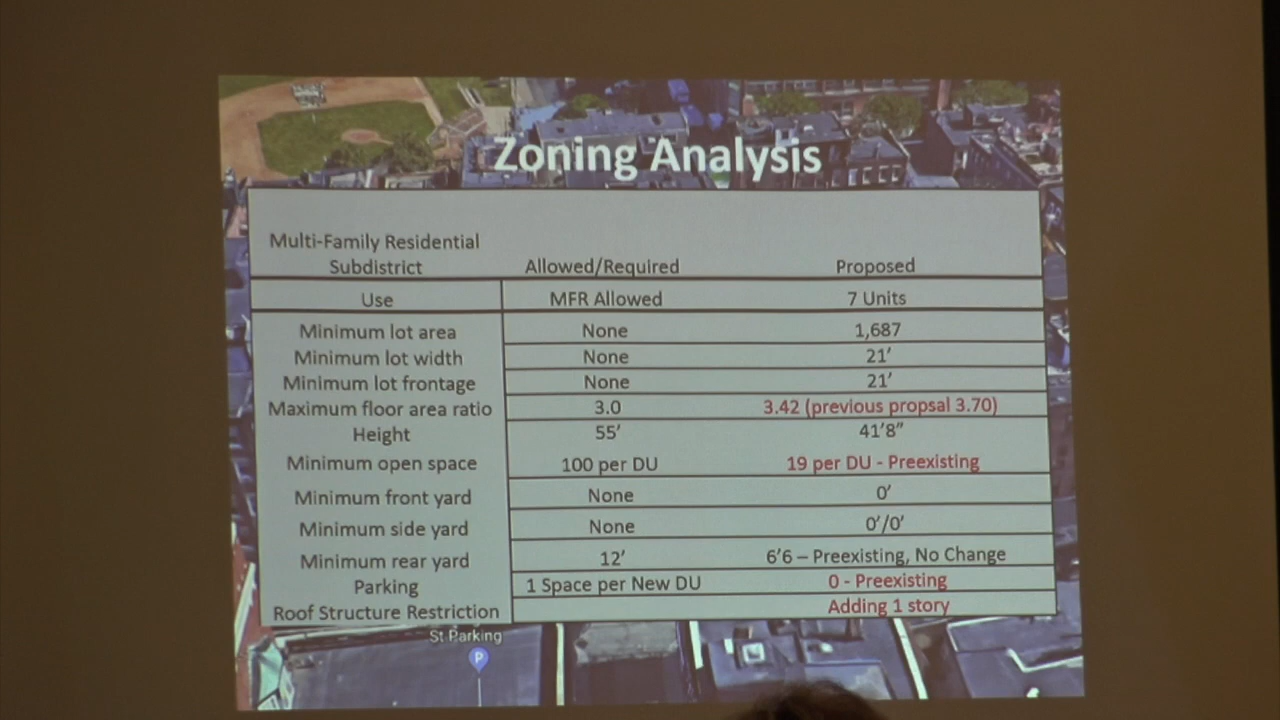 Zoning Analysis
Multi-Family Residential
Subdistrict Allowed/Required Proposed
Use MFR Allowed 7 Units
Minimum lot area None 1,687
Minimum lot width None 21'
Minimum lot frontage None 21'
Maximum floor area ratio 3.0 3.42 (previous propsal 3.70)
Height 55' 41'8"
Minimum open space 100 per DU 19 per DU - Preexisting
Minimum front yard None 0'
Minimum side yard None 0'/0'
Minimum rear yard 12' 6'6 – Preexisting, No Change
Parking 1 Space per New DU 0 - Preexisting
Roof Structure Restriction Adding 1 story
St Parking
P